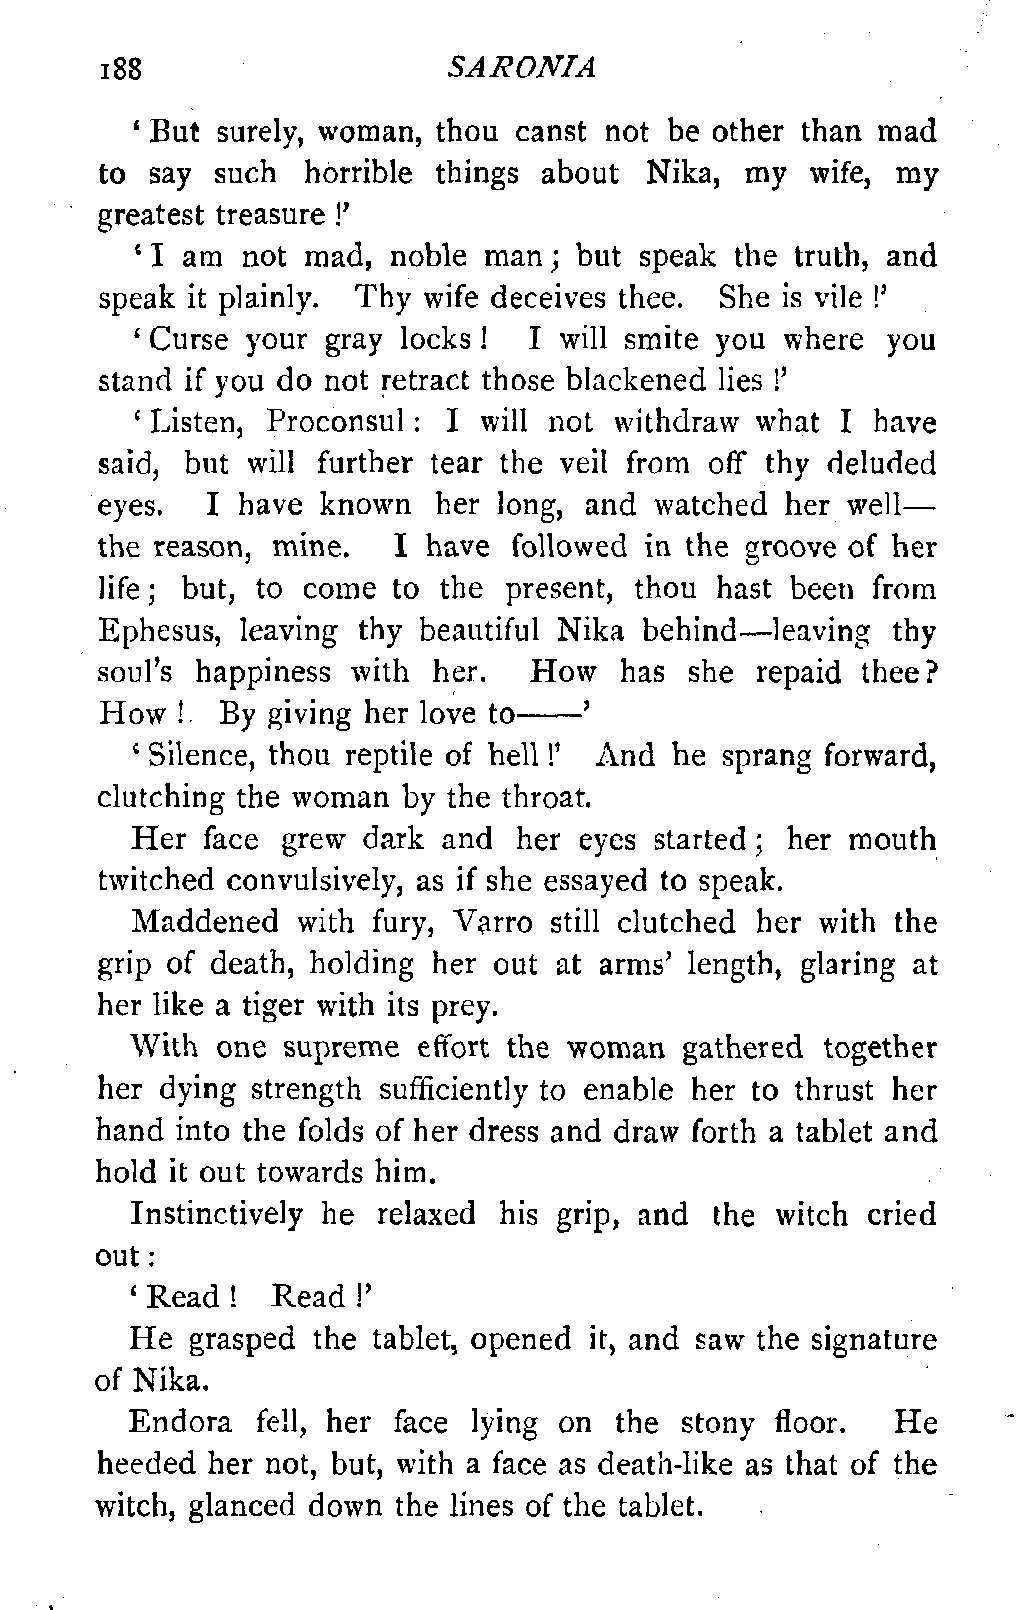 188 SARONIA
' But surely, woman, thou canst not be other than mad
to say such horrible things about Nika, my wife, my
greatest treasure !'
' I am not mad, noble man ; but speak the truth, and
speak it plainly. Thy wife deceives thee. She is vile !'
' Curse your gray locks ! I will smite you where you
stand if you do not retract those blackened lies !'
' Listen, Proconsul : I will not withdraw what I have
said, but will further tear the veil from off thy deluded
eyes. I have known her long, and watched her well—
the reason, mine. I have followed in the groove of her
life ; but, to come to the present, thou hast been from
Ephesus, leaving thy beautiful Nika behind—leaving thy
soul's happiness with her. How has she repaid thee?
How ! By giving her love to——'
' Silence, thou reptile of hell !' And he sprang forward,
clutching the woman by the throat.
Her face grew dark and her eyes started ; her mouth
twitched convulsively, as if she essayed to speak.
Maddened with fury, Varro still clutched her with the
grip of death, holding her out at arms' length, glaring at
her like a tiger with its prey.
With one supreme effort the woman gathered together
her dying strength sufficiently to enable her to thrust her
hand into the folds of her dress and draw forth a tablet and
hold it out towards him.
Instinctively he relaxed his grip, and the witch cried
out :
' Read ! Read !'
He grasped the tablet, opened it, and saw the signature
of Nika.
Endora fell, her face lying on the stony floor. He
heeded her not, but, with a face as death-like as that of the
witch, glanced down the lines of the tablet.